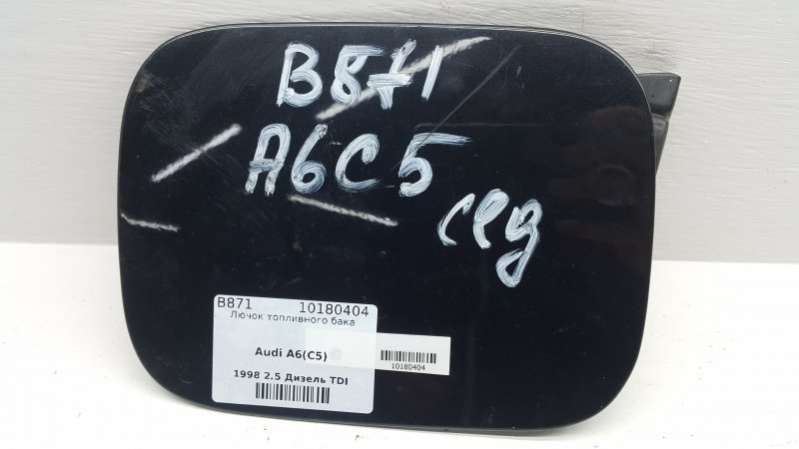 B871
A6C5
сед
B871 10180404
Лючок топливного бака
Audi A6(C5)
1998 2.5 Дизель TDI
10180404